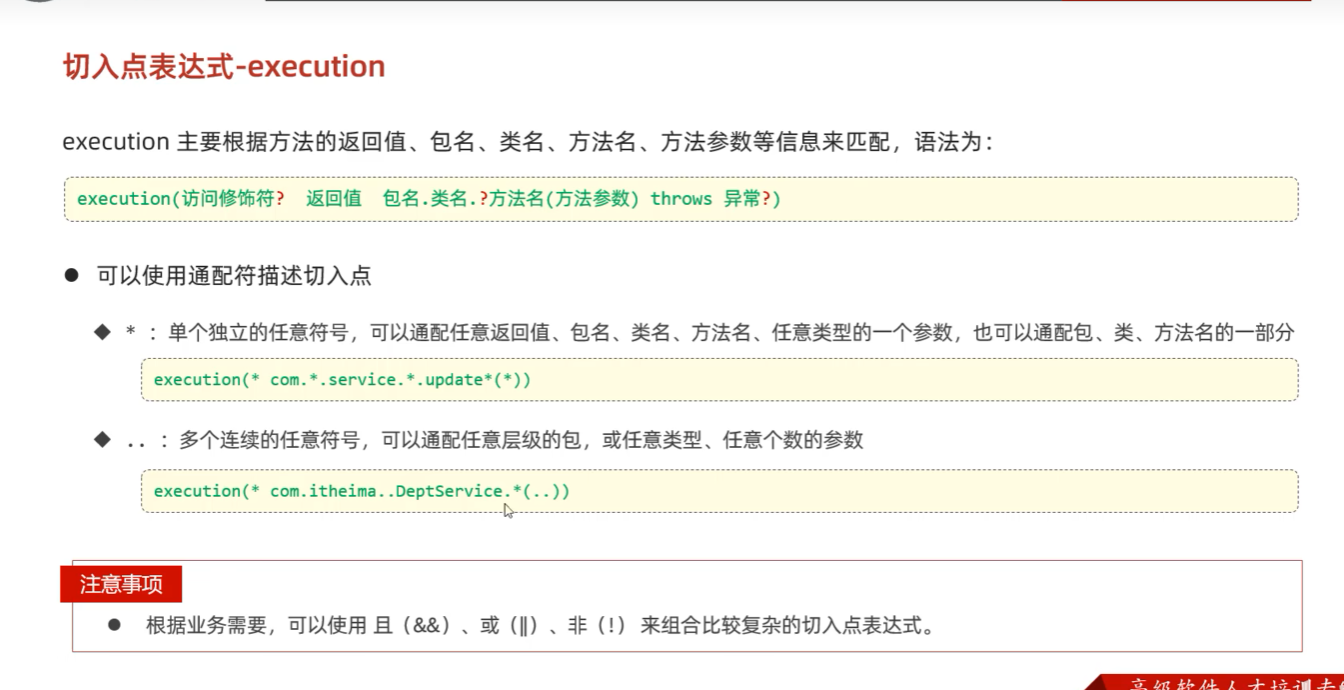 切入点表达式-execution
execution 主要根据方法的返回值、包名、类名、方法名、方法参数等信息来匹配，语法为：
execution(访问修饰符? 返回值 包名.类名.?方法名(方法参数) throws 异常?)
● 可以使用通配符描述切入点
◆ * ：单个独立的任意符号，可以通配任意返回值、包名、类名、方法名、任意类型的一个参数，也可以通配包、类、方法名的一部分
execution(* com.*.service.*.update*(*))
◆ .. ：多个连续的任意符号，可以通配任意层级的包，或任意类型、任意个数的参数
execution(* com.itheima..DeptService.*(..))
注意事项
● 根据业务需要，可以使用 且（&&）、或（||）、非（!） 来组合比较复杂的切入点表达式。
高级软件人才培训专